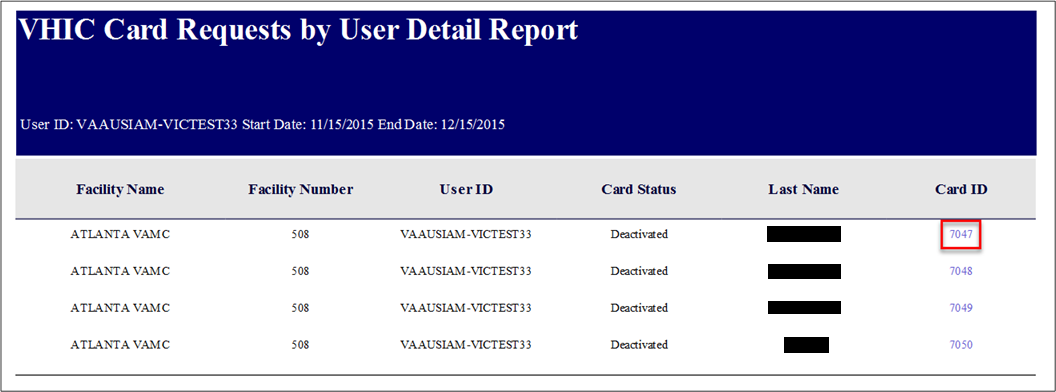 VHIC Card Requests by User Detail Report
User ID: VAAUSIAM-VICTEST33 Start Date: 11/15/2015 End Date: 12/15/2015
Facility Name Facility Number User ID Card Status Last Name Card ID
ATLANTA VAMC 508 VAAUSIAM-VICTEST33 Deactivated 7047
ATLANTA VAMC 508 VAAUSIAM-VICTEST33 Deactivated 7048
ATLANTA VAMC 508 VAAUSIAM-VICTEST33 Deactivated 7049
ATLANTA VAMC 508 VAAUSIAM-VICTEST33 Deactivated 7050